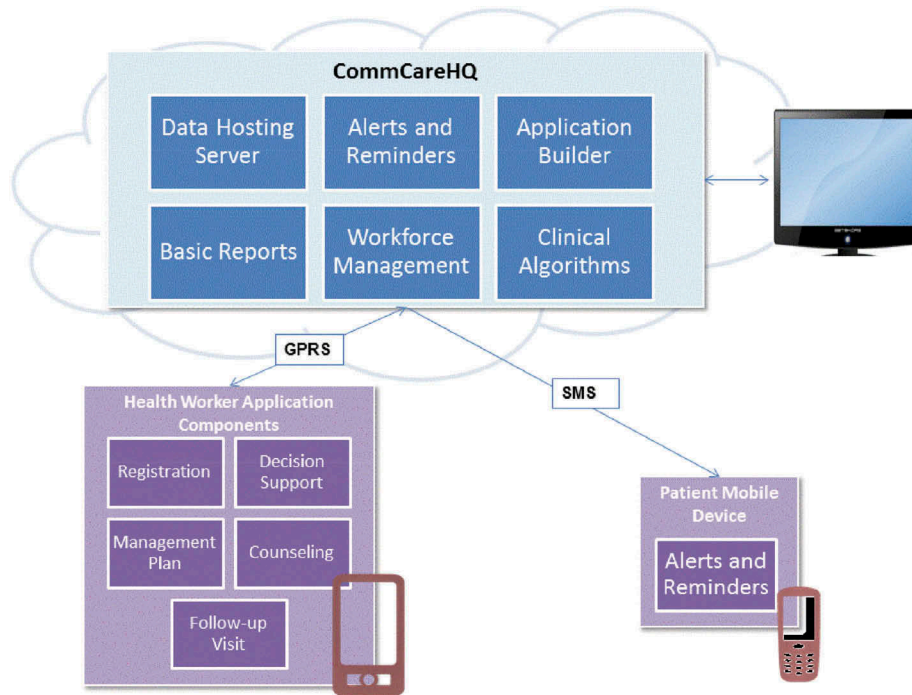 CommCareHQ
Data Hosting
Server
Alerts and
Reminders
Application
Builder
Basic Reports
Workforce
Management
Clinical
Algorithms
GPRS
SMS
Health Worker Application
Components
Registration
Decision
Support
Management
Plan
Counseling
Follow-up
Visit
Patient Mobile
Device
Alerts and
Reminders